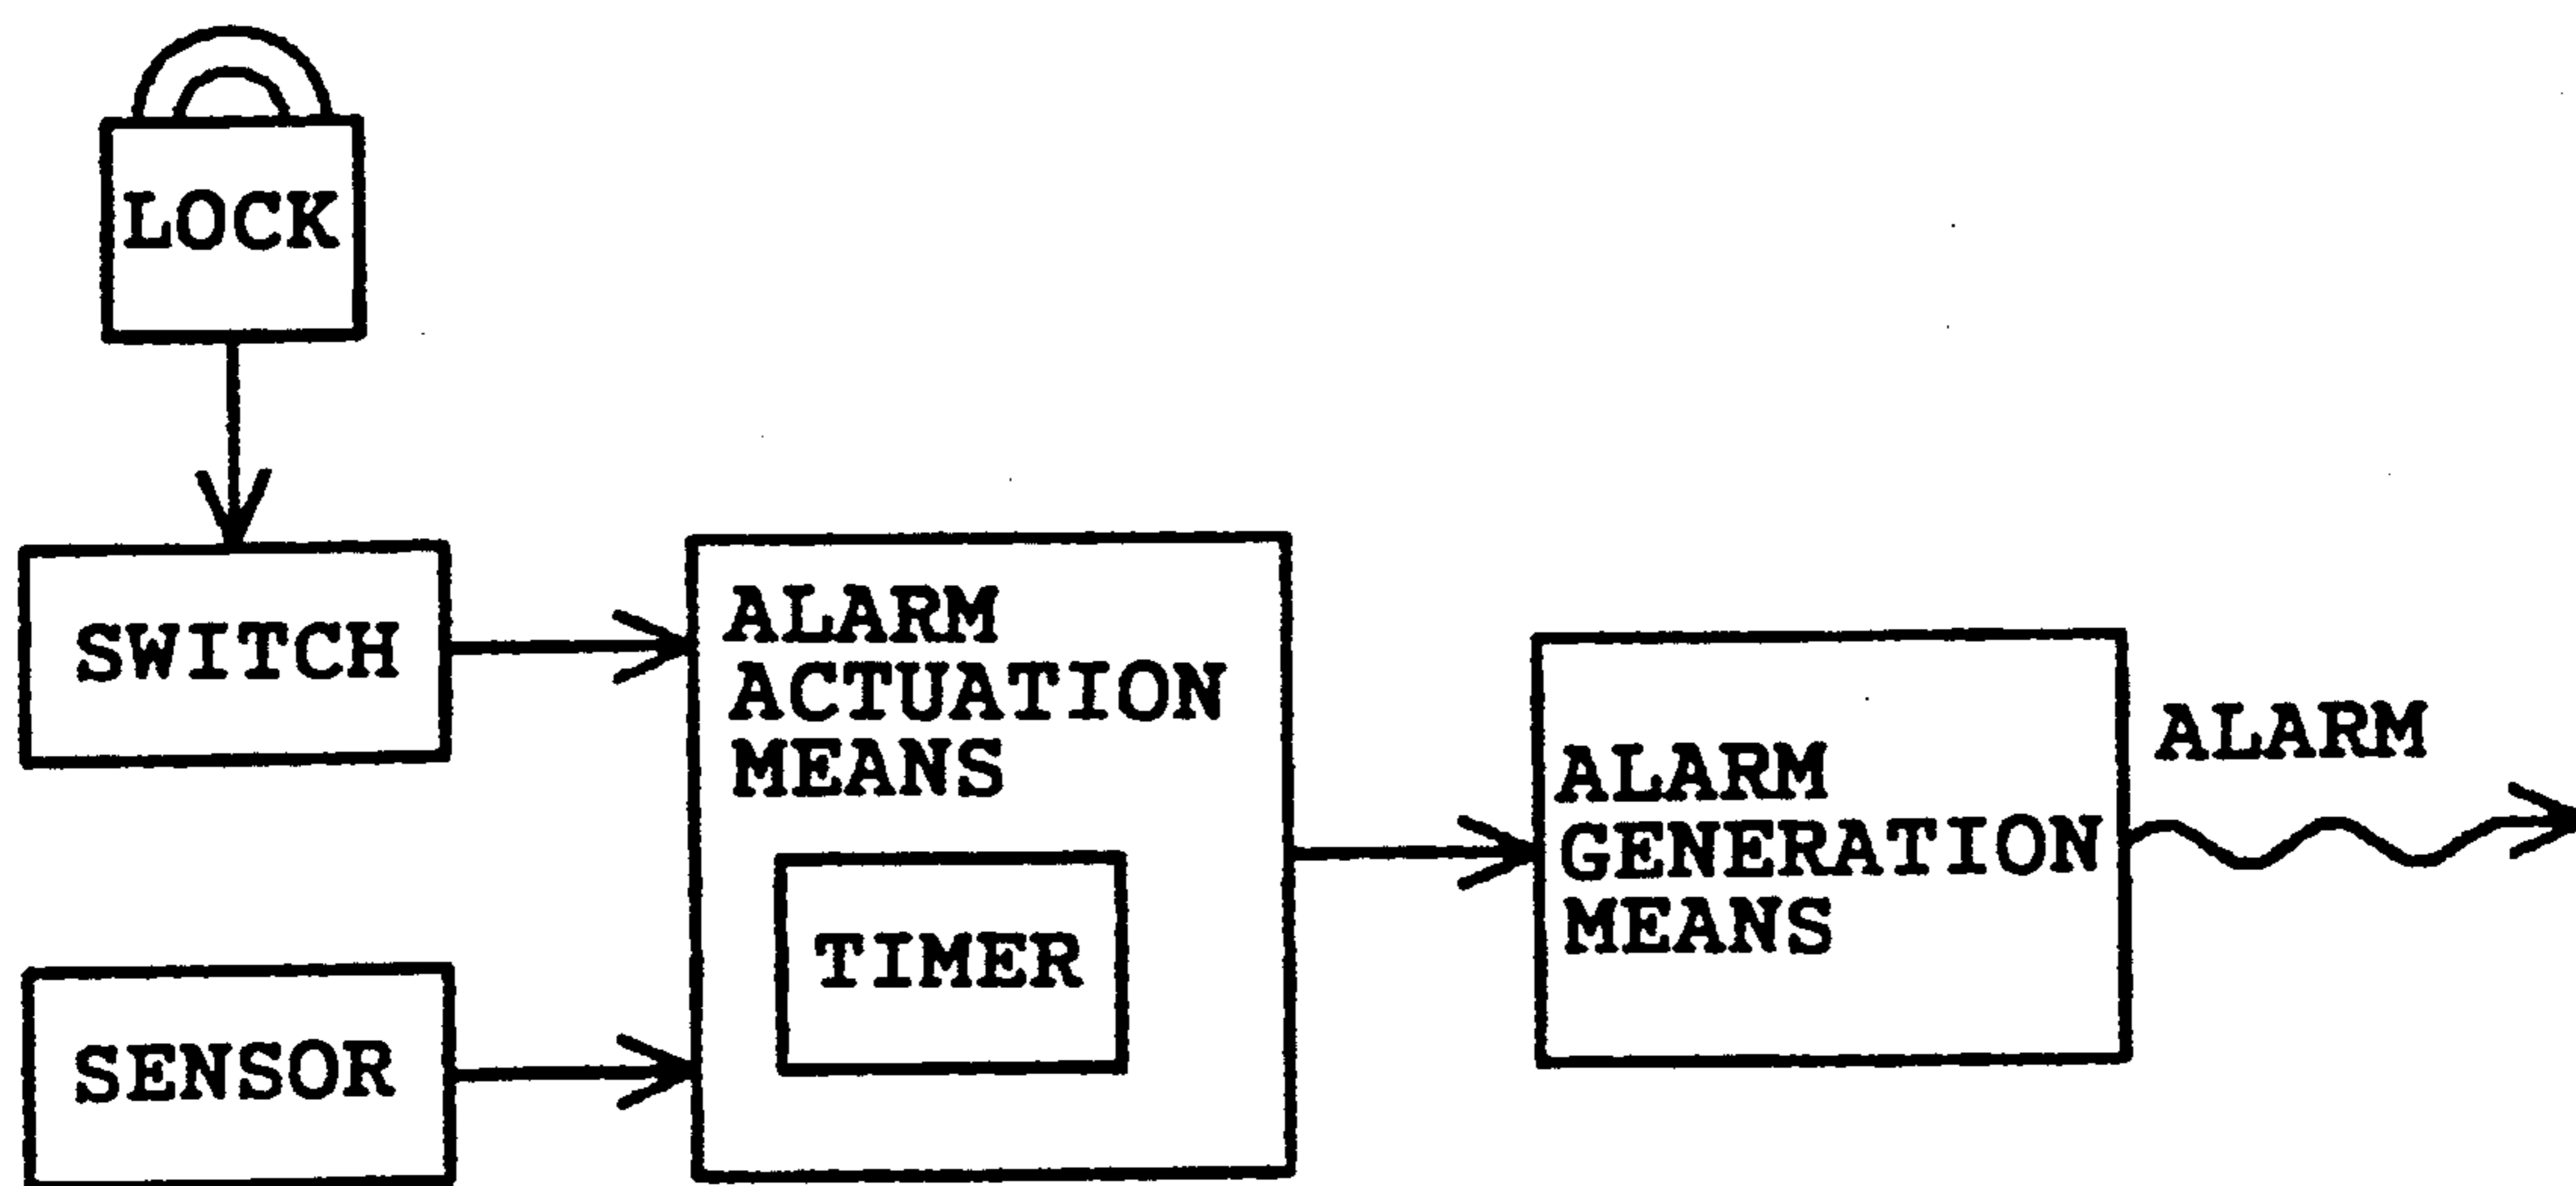 LOCK
SWITCH
ALARM
ACTUATION
MEANS
TIMER
SENSOR
ALARM
GENERATION
MEANS
ALARM